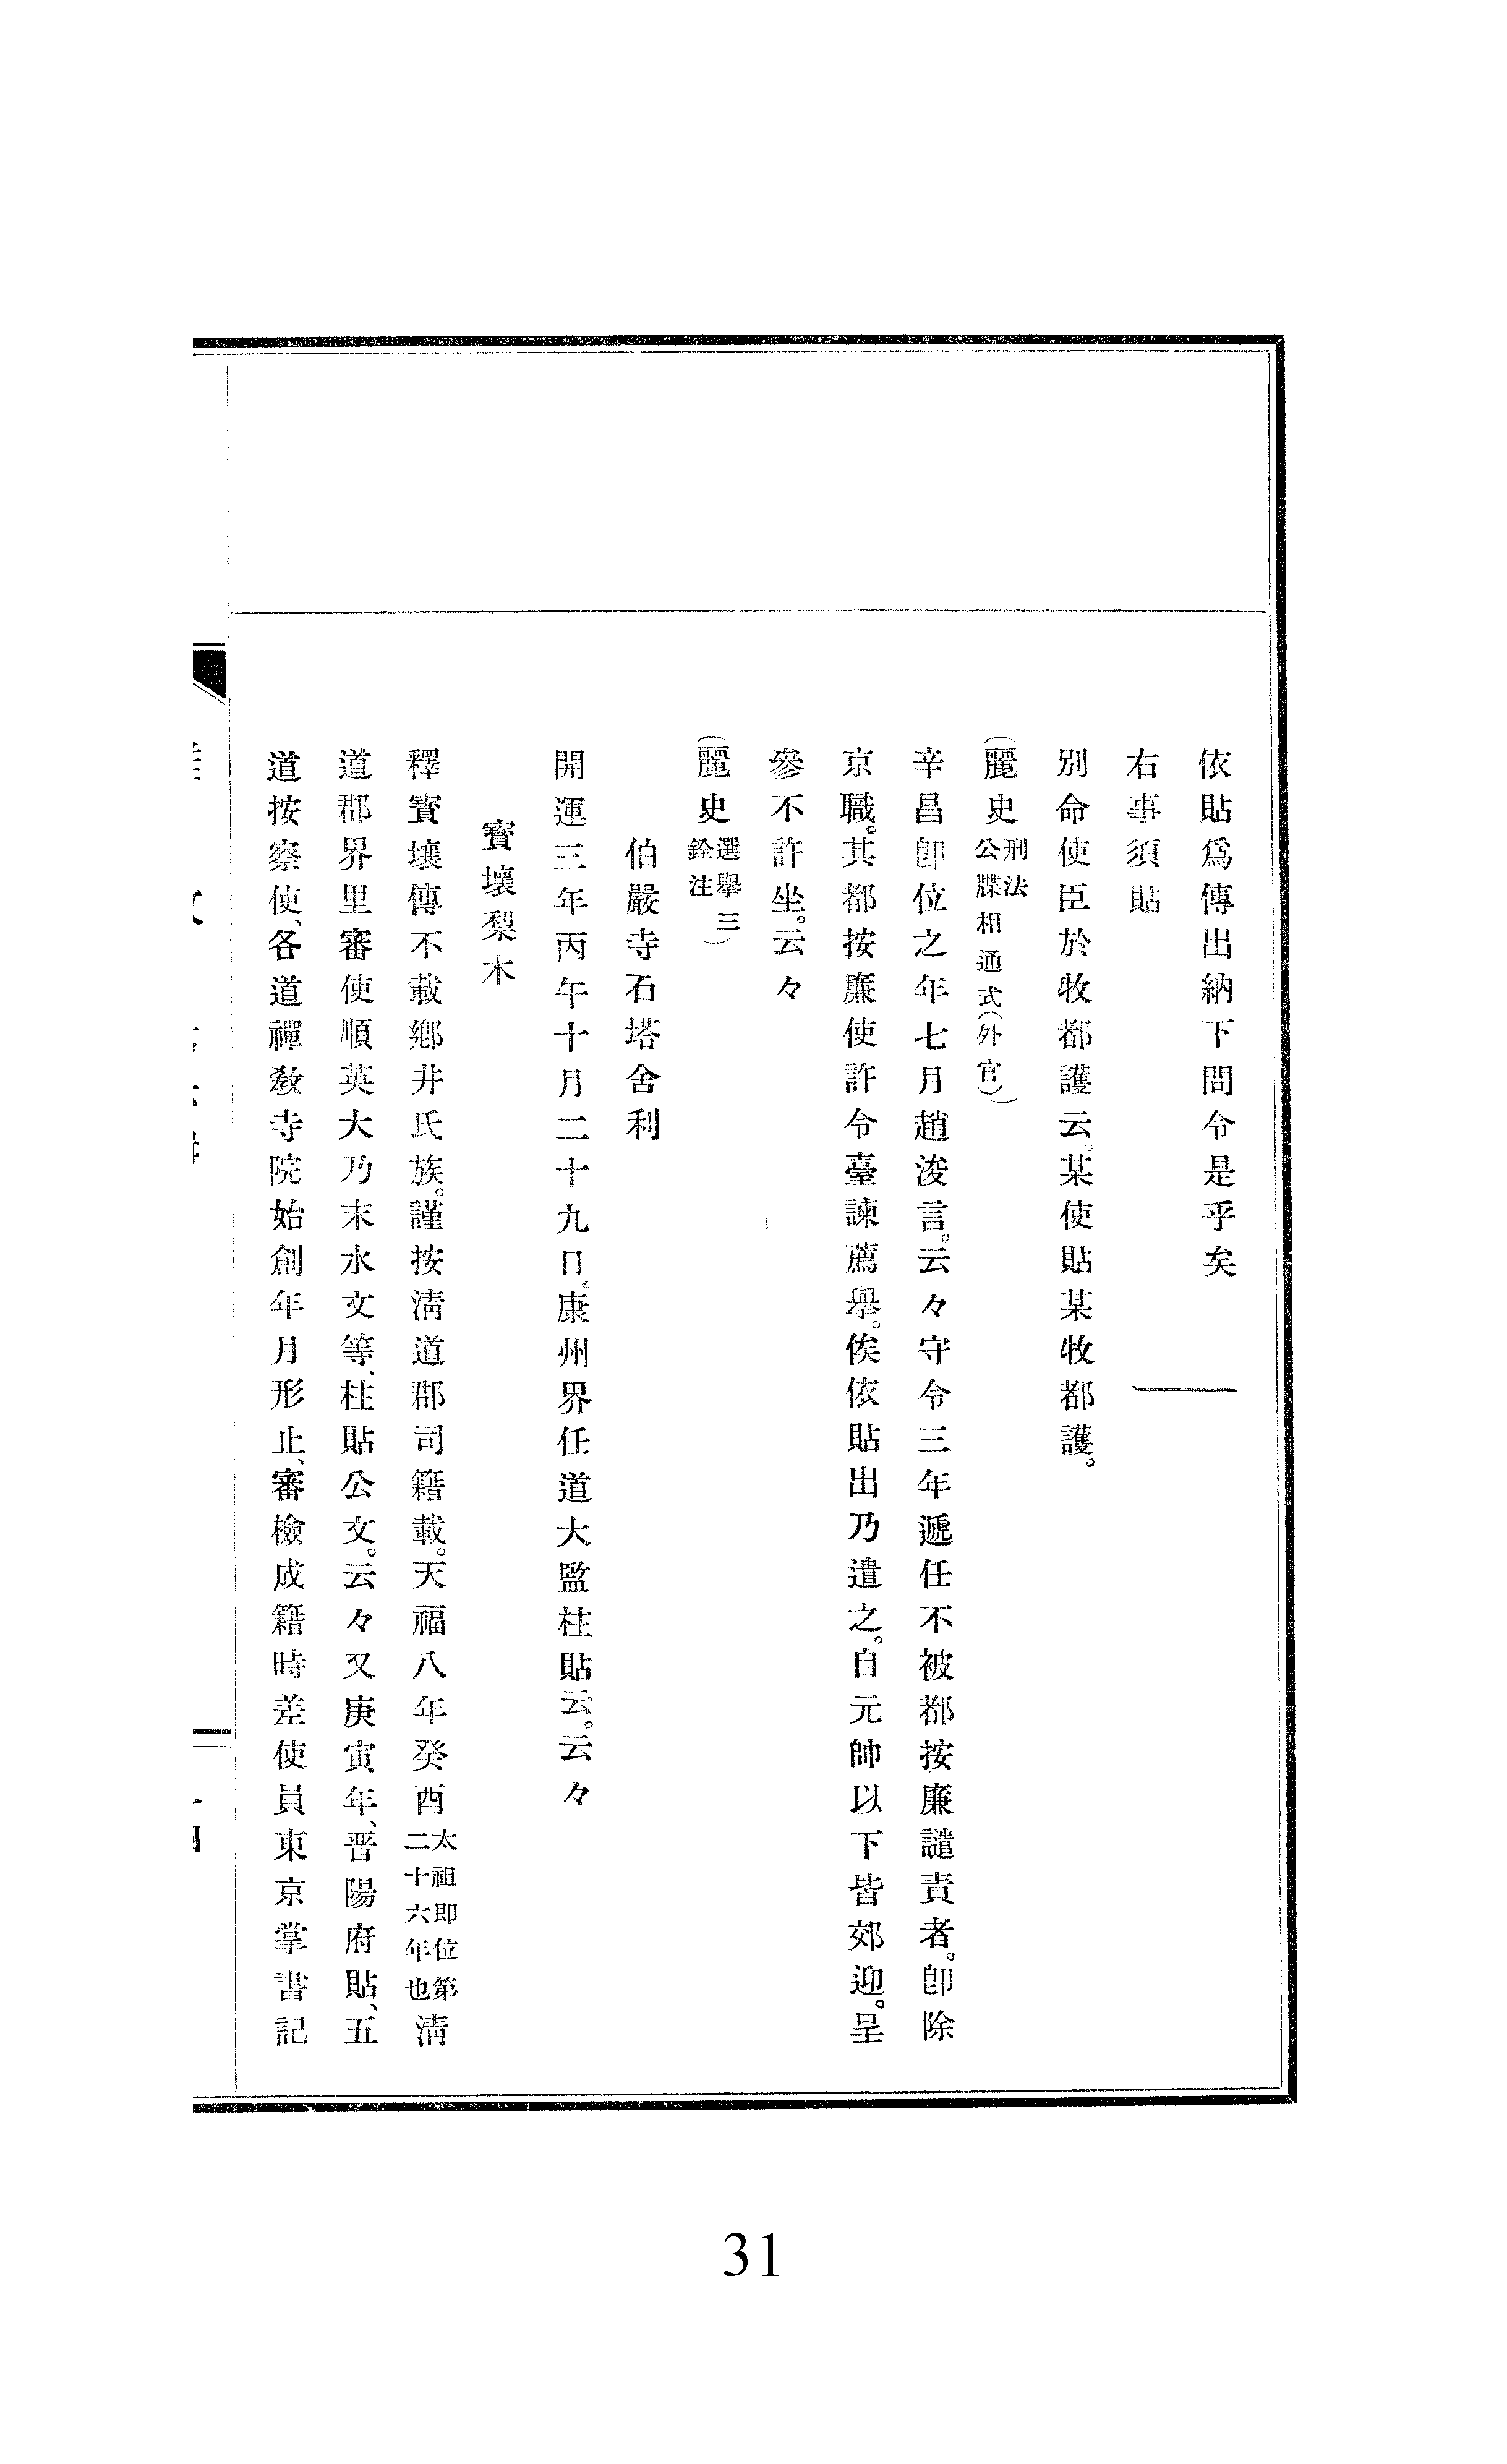 依貼爲傳出納下問令是乎矣
右事須貼
別命使臣於牧都護云。某使貼某牧都護。
(麗史 刑法 公牒相通式(外官))
辛昌卽位之年七月趙浚言。云々守令三年遞任不被都按廉譴責者。卽除
京職。其都按廉使許令臺諫薦擧。俟依貼出乃遣之。自元帥以下皆郊迎。呈
參不許坐。云々
(麗史 選擧三 銓注)
伯嚴寺石塔舍利
開運三年丙午十月二十九日。康州界任道大監柱貼云。云々
寶壤梨木
釋寶壤傳不載鄕井氏族。謹按淸道郡司籍載。天福八年癸酉 太祖卽位第二十六年也 淸
道郡界里審使順英大乃末水文等、柱貼公文。云々又庚寅年、晋陽府貼、五
道按察使、各道禪敎寺院始創年月形止、審檢成籍時差使員東京掌書記
31